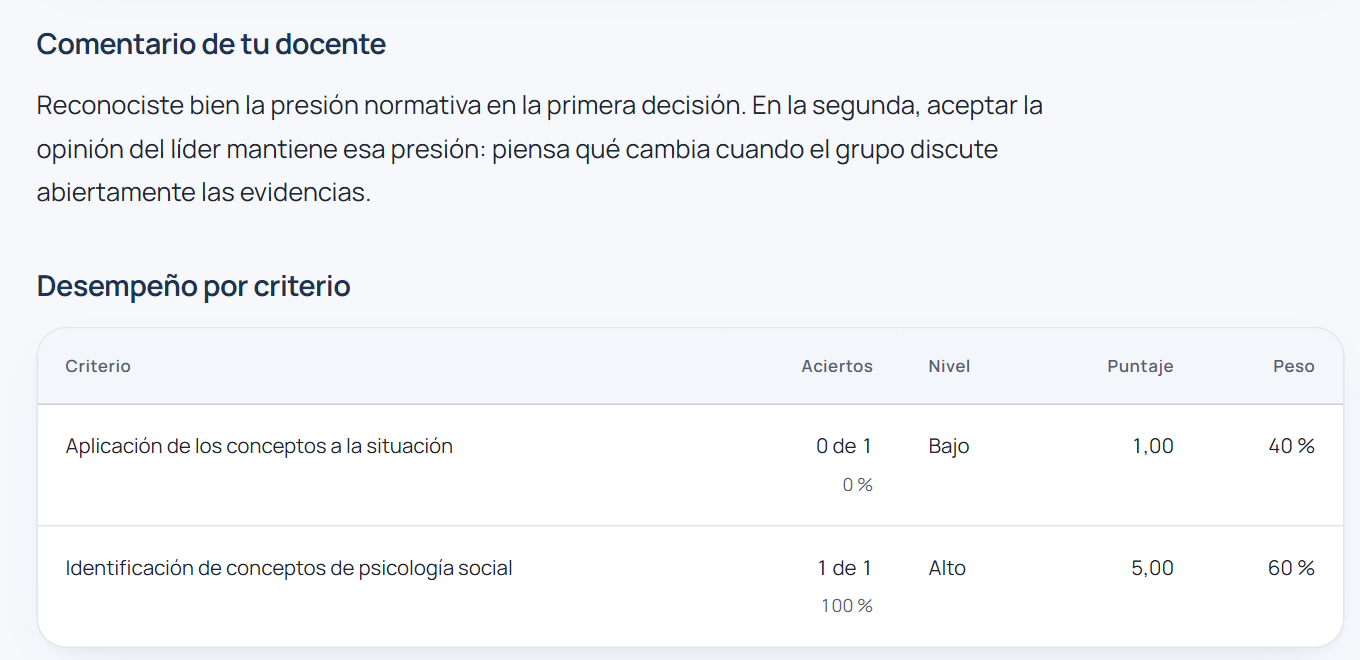 Comentario de tu docente
Reconociste bien la presión normativa en la primera decisión. En la segunda, aceptar la
opinión del líder mantiene esa presión: piensa qué cambia cuando el grupo discute
abiertamente las evidencias.
Desempeño por criterio
Criterio Aciertos Nivel Puntaje Peso
Aplicación de los conceptos a la situación 0 de 1 Bajo 1,00 40 %
0 %
Identificación de conceptos de psicología social 1 de 1 Alto 5,00 60 %
100 %